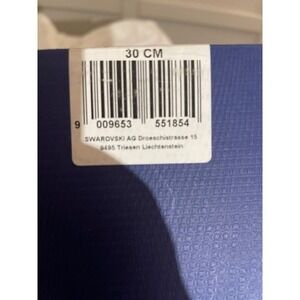 30 CM
9 009653 551854
SWAROVSKI AG Droeschistrasse 15
9495 Triesen Liechtenstein